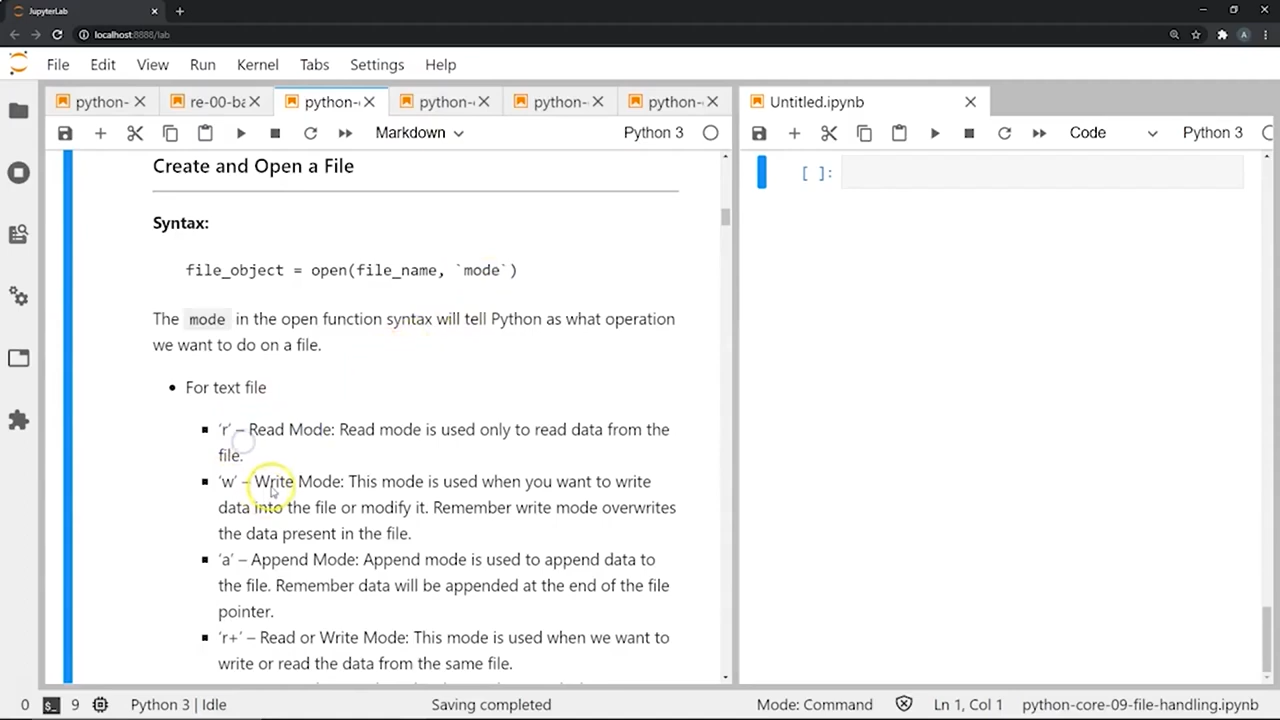 JupyterLab
localhost:8888/lab
A
File Edit View Run Kernel Tabs Settings Help
python- re-00-ba python- python- python- python-
Untitled.ipynb
Markdown Python 3
Code Python 3
Create and Open a File
Syntax:
file_object = open(file_name, `mode`)
The mode in the open function syntax will tell Python as what operation
we want to do on a file.
• For text file
▪ ‘r’ – Read Mode: Read mode is used only to read data from the
file.
▪ ‘w’ – Write Mode: This mode is used when you want to write
data into the file or modify it. Remember write mode overwrites
the data present in the file.
▪ ‘a’ – Append Mode: Append mode is used to append data to
the file. Remember data will be appended at the end of the file
pointer.
▪ ‘r+’ – Read or Write Mode: This mode is used when we want to
write or read the data from the same file.
[ ]:
0 $_ 9 Python 3 | Idle Saving completed Mode: Command Ln 1, Col 1 python-core-09-file-handling.ipynb